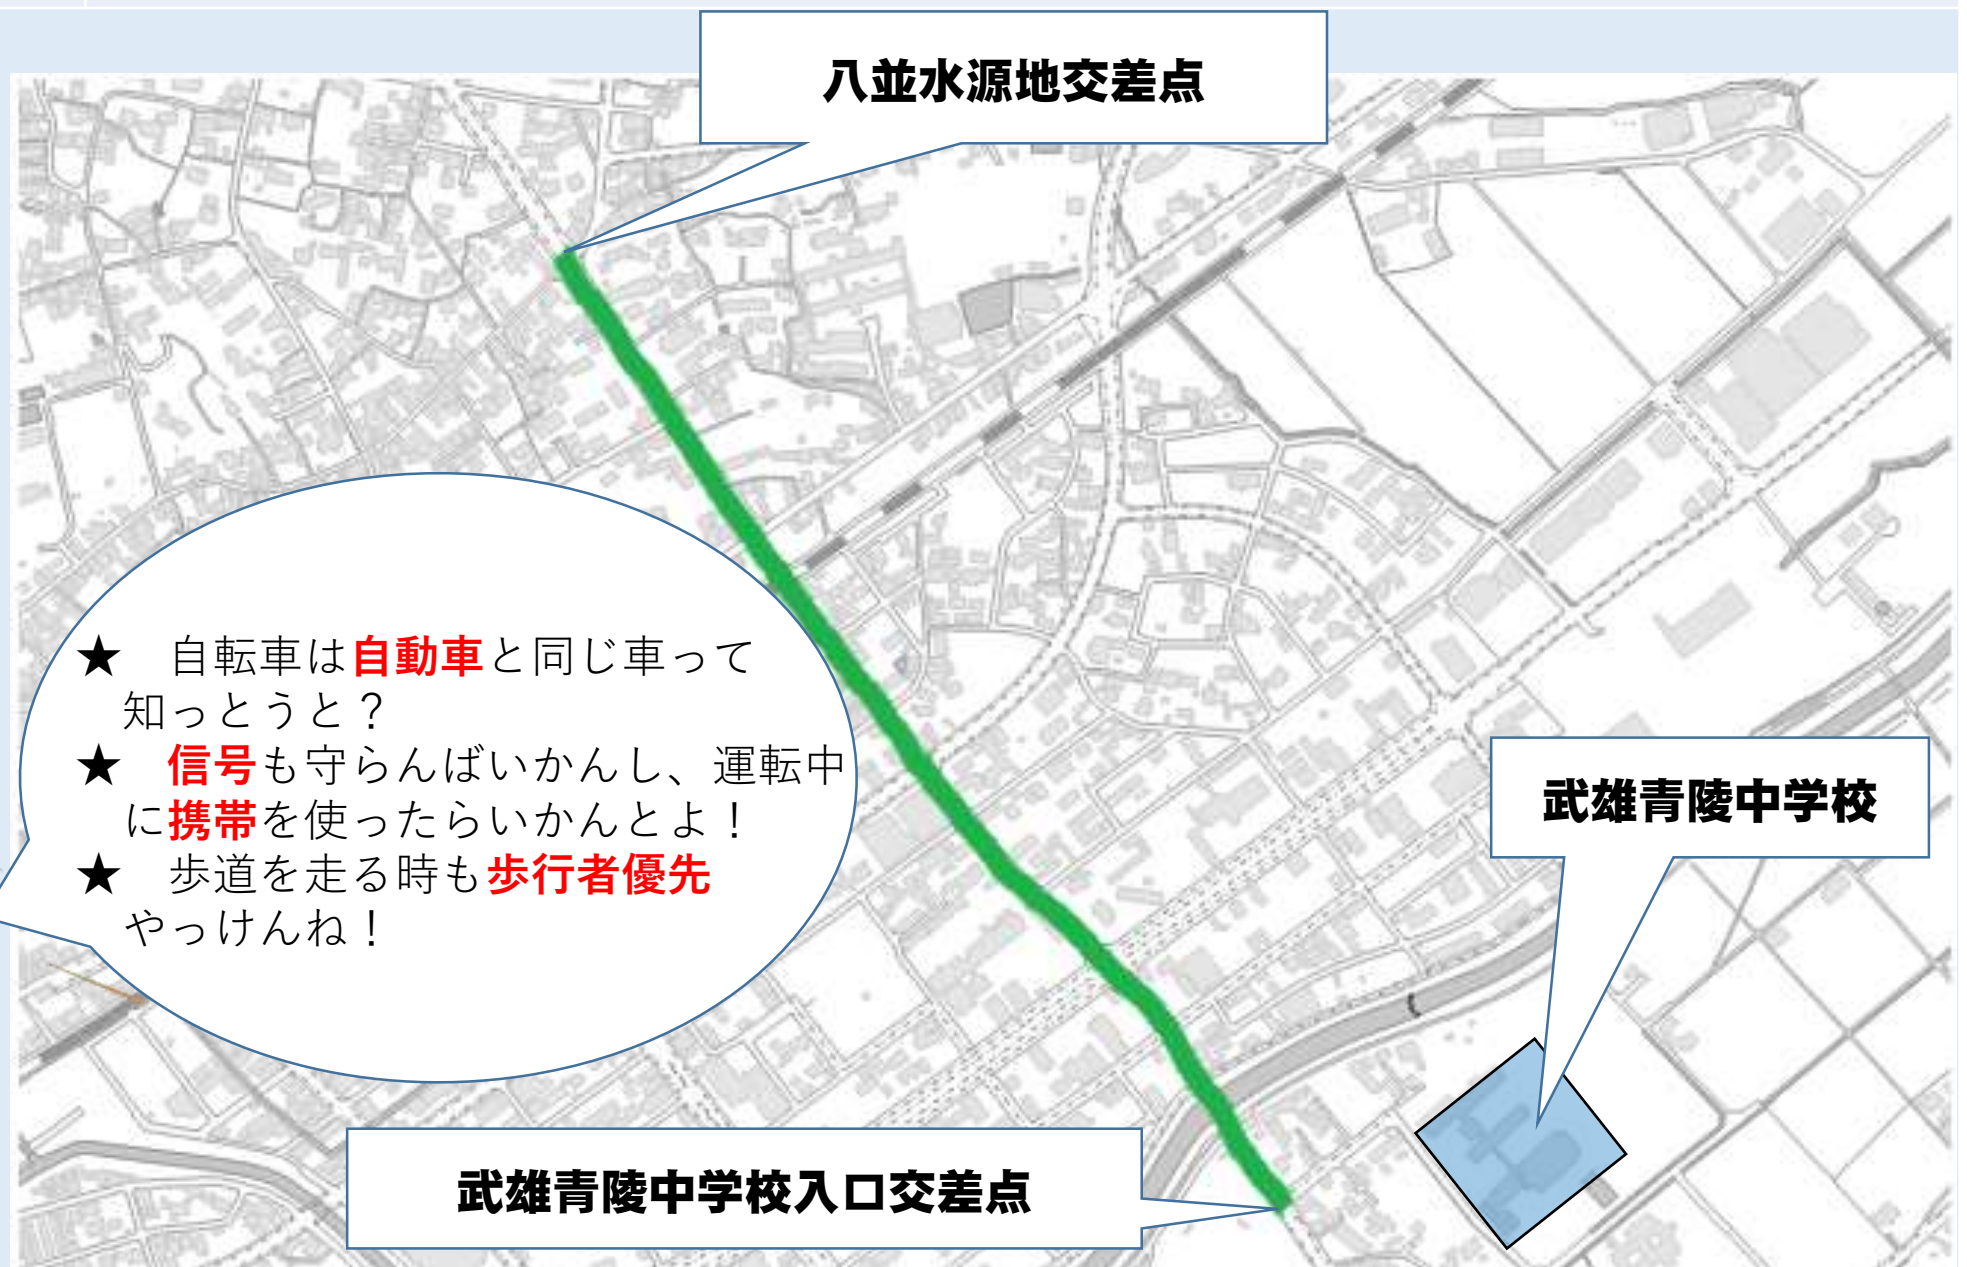 八並水源地交差点
★　自転車は自動車と同じ車って
知っとうと？
★　信号も守らんばいかんし、運転中
に携帯を使ったらいかんとよ！
★　歩道を走る時も歩行者優先
やっけんね！
武雄青陵中学校
武雄青陵中学校入口交差点